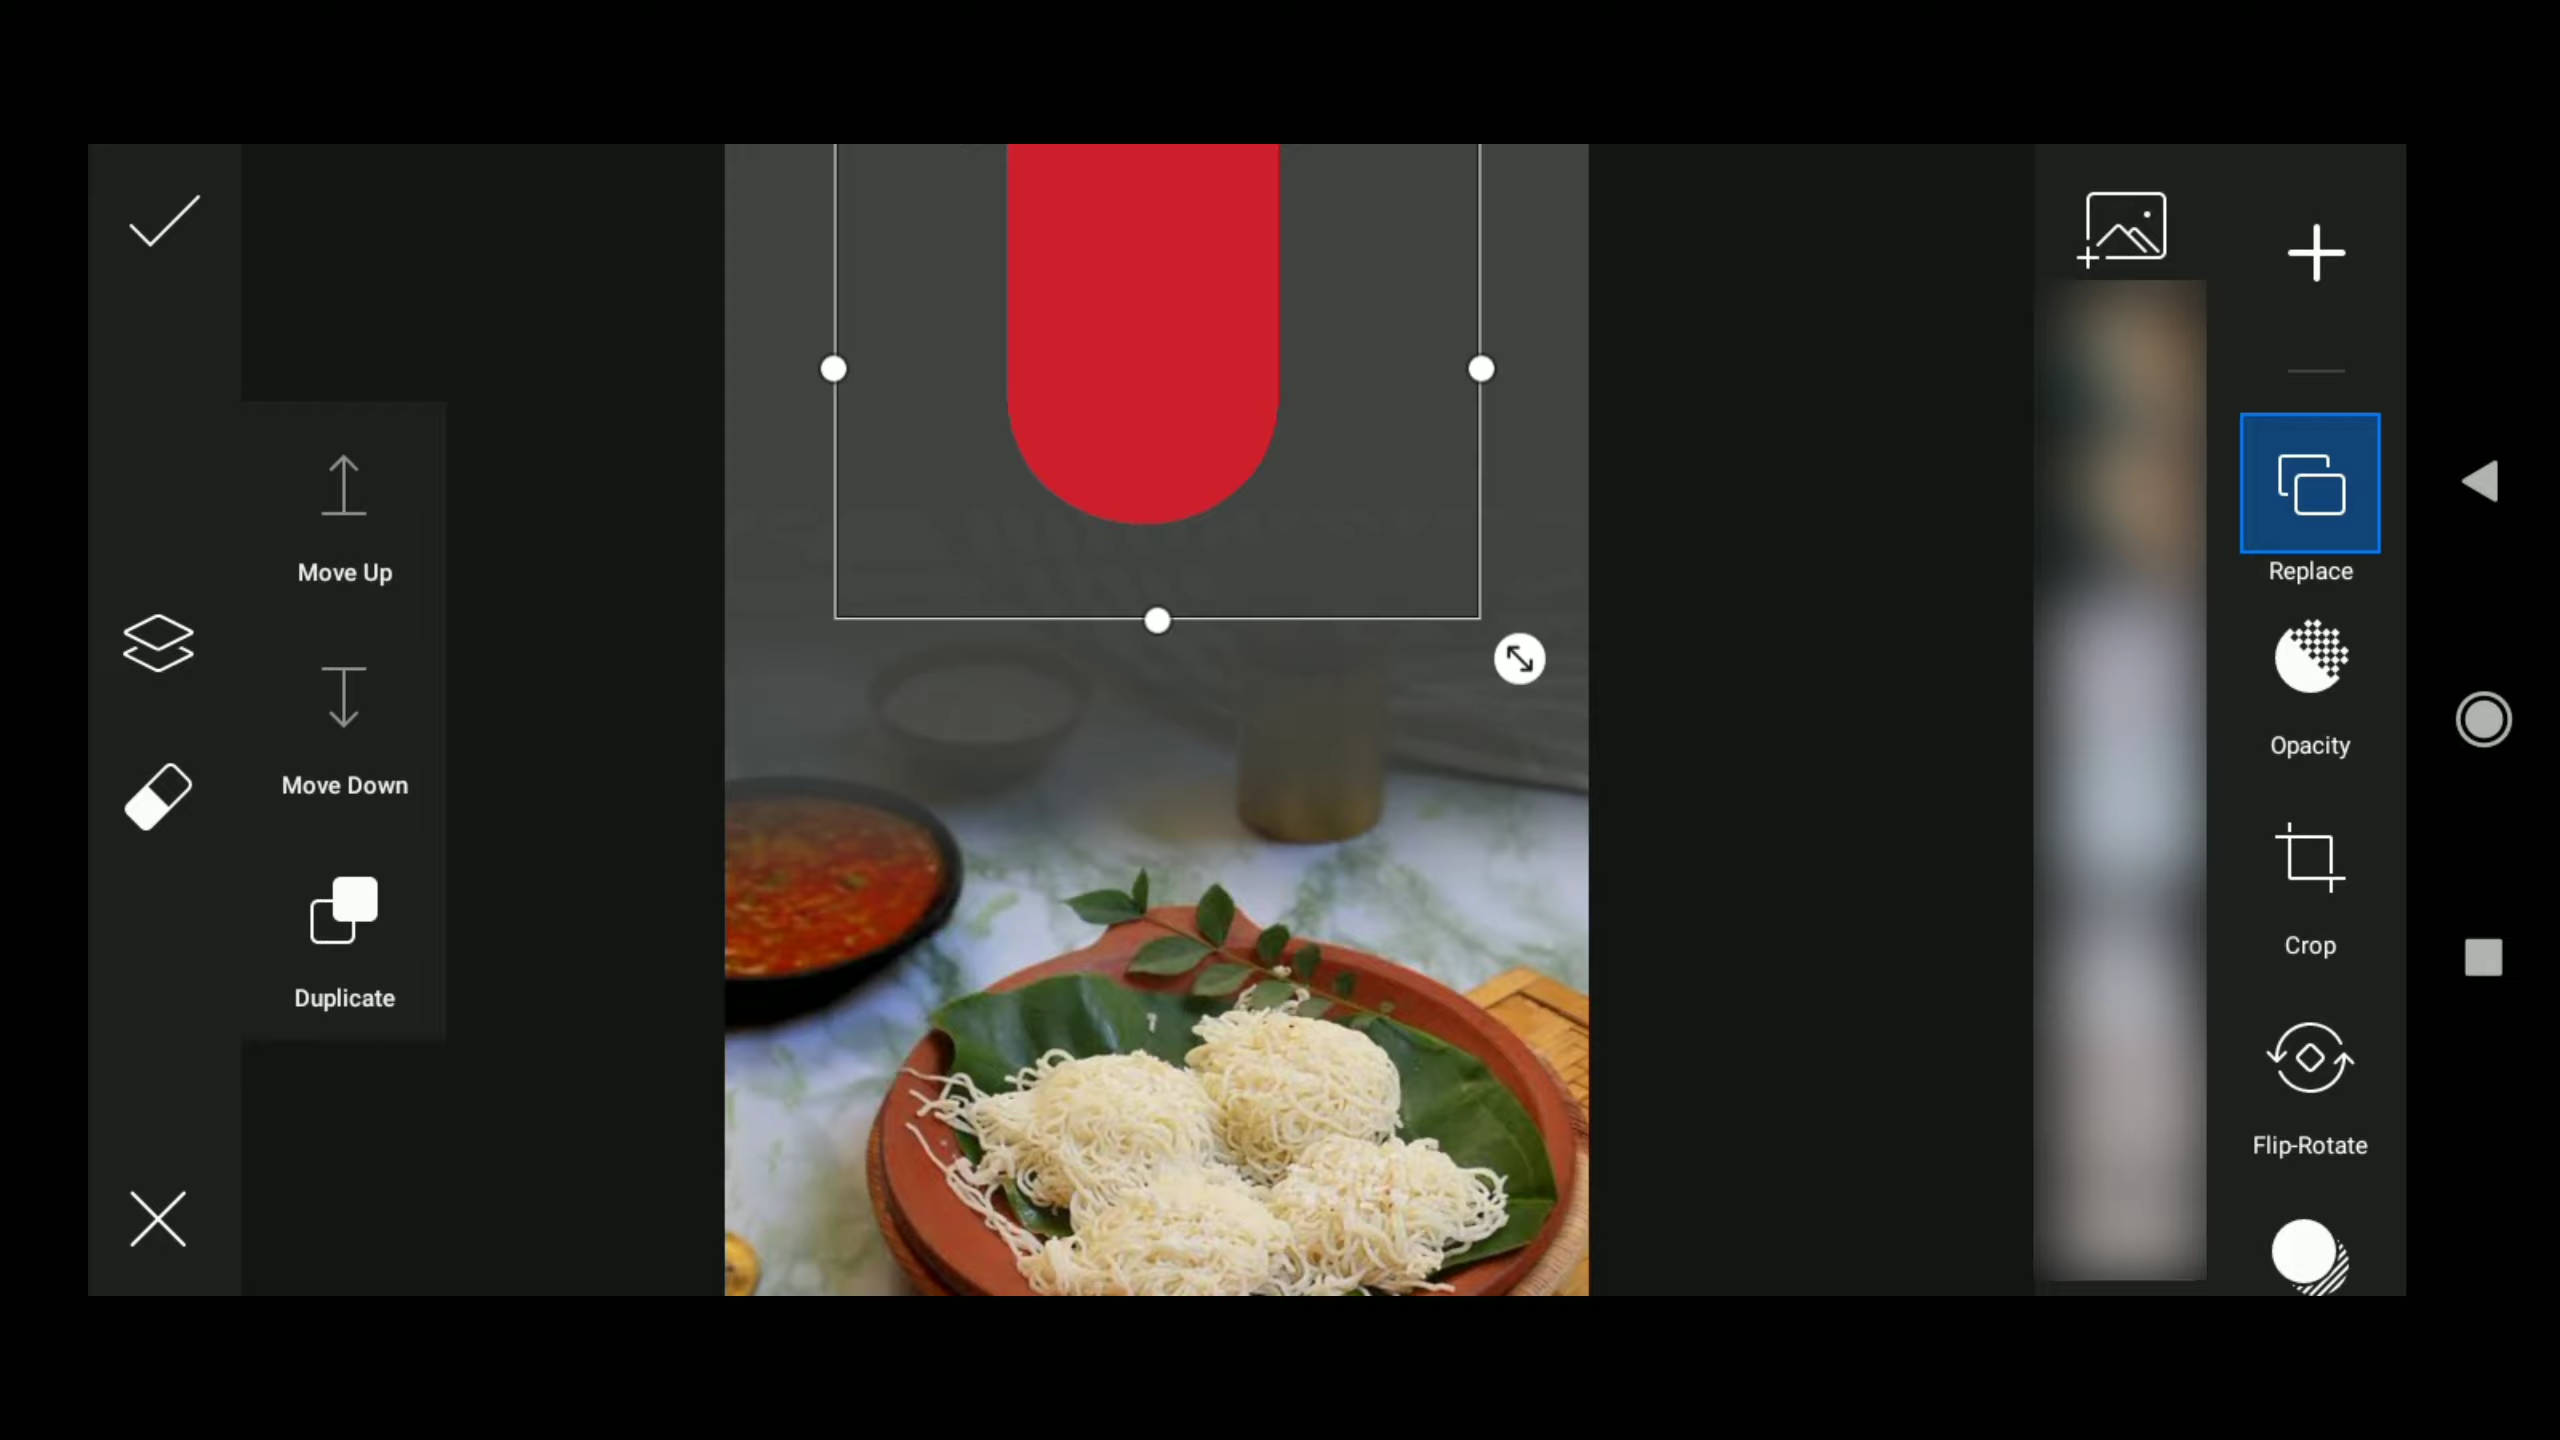 Move Up
Move Down
Duplicate
Replace
Opacity
Crop
Flip-Rotate